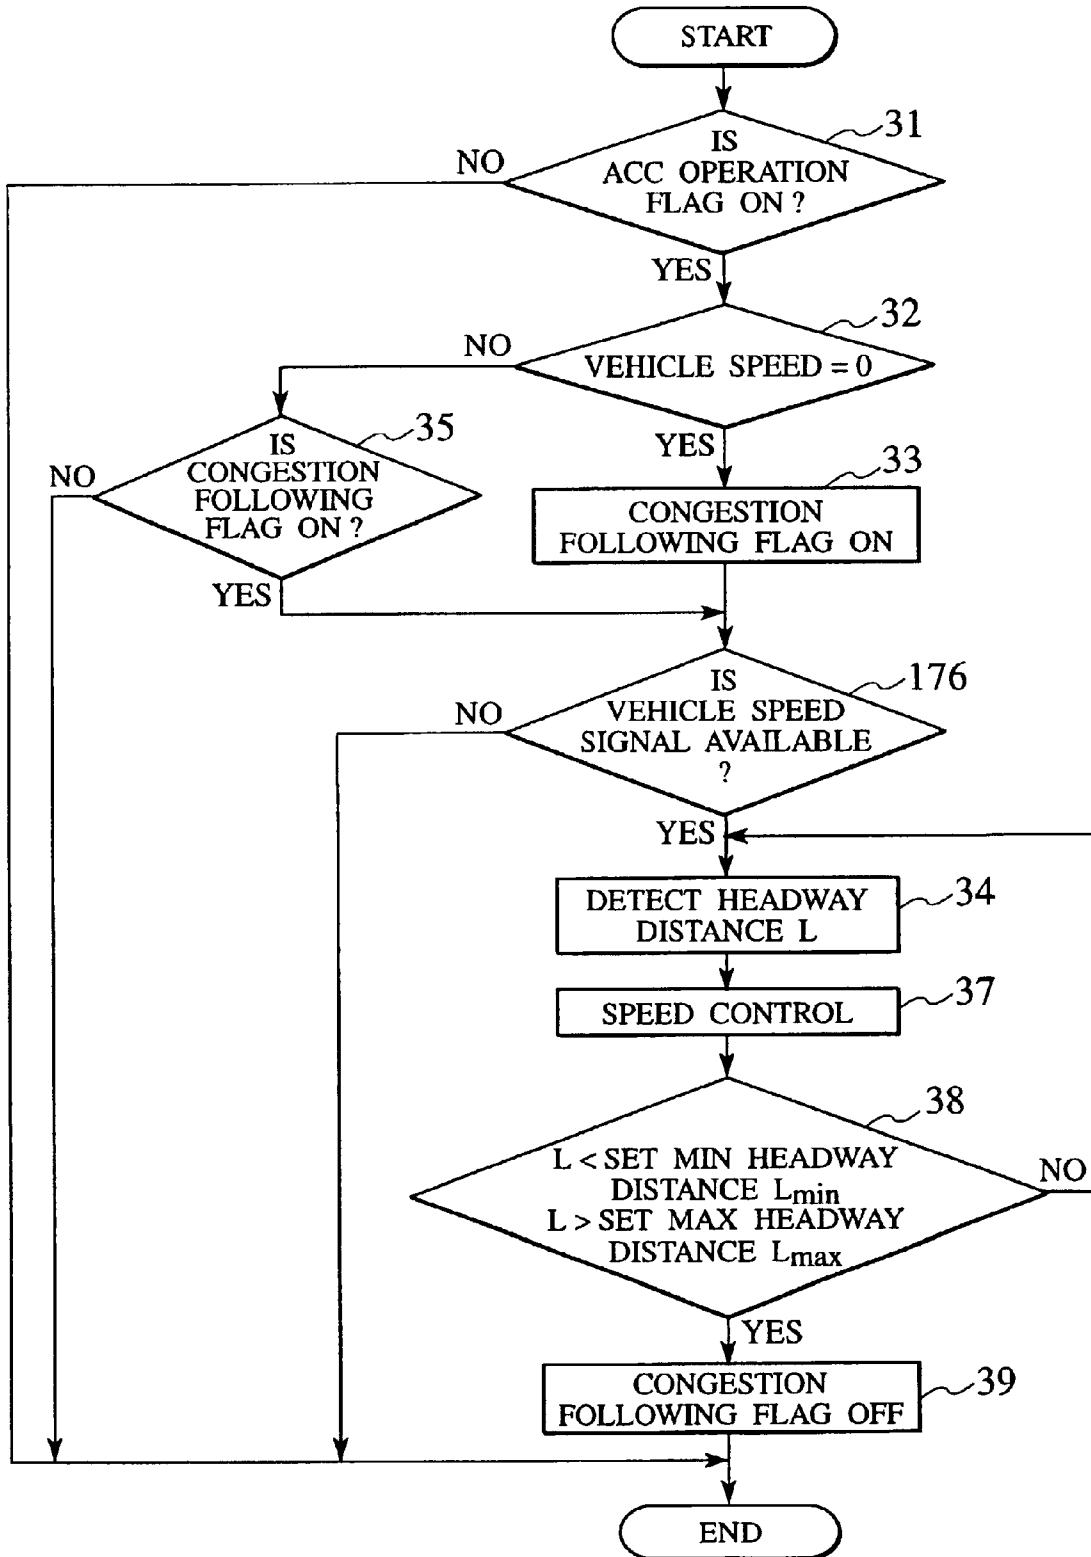 START
31
IS
ACC OPERATION
FLAG ON ?
NO
YES
32
VEHICLE SPEED = 0
NO
YES
35
IS
CONGESTION
FOLLOWING
FLAG ON ?
NO
YES
33
CONGESTION
FOLLOWING FLAG ON
176
IS
VEHICLE SPEED
SIGNAL AVAILABLE
?
NO
YES
34
DETECT HEADWAY
DISTANCE L
37
SPEED CONTROL
38
L < SET MIN HEADWAY
DISTANCE Lmin
L > SET MAX HEADWAY
DISTANCE Lmax
NO
YES
39
CONGESTION
FOLLOWING FLAG OFF
END